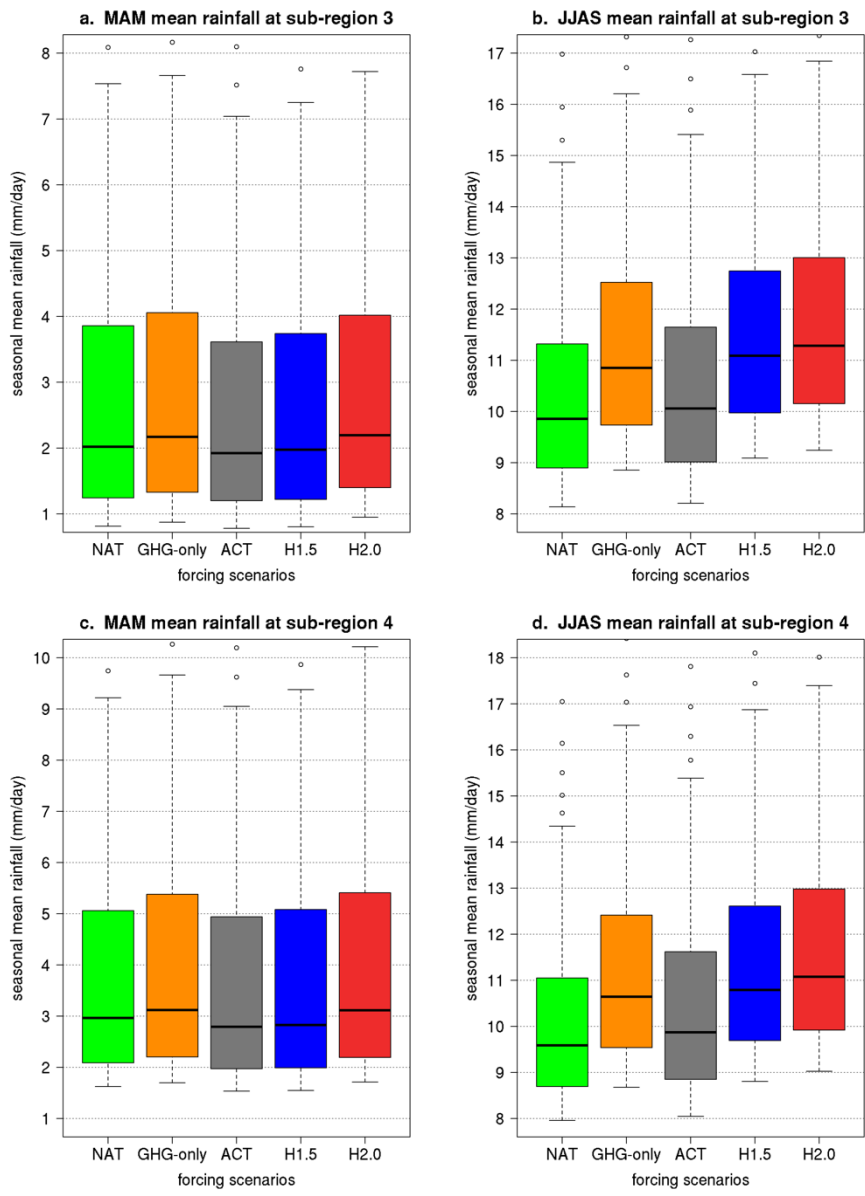 a. MAM mean rainfall at sub-region 3
seasonal mean rainfall (mm/day)
8
7
6
5
4
3
2
1
NAT GHG-only ACT H1.5 H2.0
forcing scenarios
b. JJAS mean rainfall at sub-region 3
seasonal mean rainfall (mm/day)
17
16
15
14
13
12
11
10
9
8
NAT GHG-only ACT H1.5 H2.0
forcing scenarios
c. MAM mean rainfall at sub-region 4
seasonal mean rainfall (mm/day)
10
9
8
7
6
5
4
3
2
1
NAT GHG-only ACT H1.5 H2.0
forcing scenarios
d. JJAS mean rainfall at sub-region 4
seasonal mean rainfall (mm/day)
18
17
16
15
14
13
12
11
10
9
8
NAT GHG-only ACT H1.5 H2.0
forcing scenarios